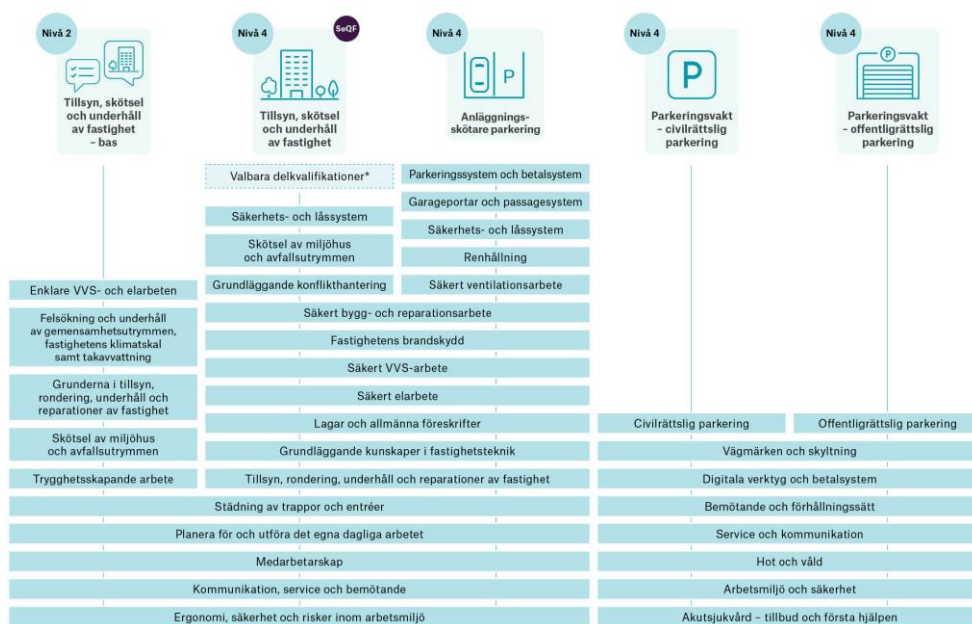 Nivå 2
Tillsyn, skötsel
och underhåll
av fastighet
– bas
Nivå 4
SeQF
Tillsyn, skötsel
och underhåll
av fastighet
Nivå 4
P
Anläggnings-
skötare parkering
Nivå 4
P
Parkeringsvakt
– civilrättslig
parkering
Nivå 4
P
Parkeringsvakt
– offentligrättslig
parkering
Valbara delkvalifikationer*
Parkeringssystem och betalsystem
Garageportar och passagesystem
Säkerhets- och låssystem
Säkerhets- och låssystem
Skötsel av miljöhus
och avfallsutrymmen
Renhållning
Enklare VVS- och elarbeten
Grundläggande konflikthantering
Säkert ventilationsarbete
Felsökning och underhåll
av gemensamhetsutrymmen,
fastighetens klimatskal
samt takavvattning
Säkert bygg- och reparationsarbete
Fastighetens brandskydd
Säkert VVS-arbete
Grunderna i tillsyn,
rondering, underhåll och
reparationer av fastighet
Säkert elarbete
Lagar och allmänna föreskrifter
Civilrättslig parkering
Offentligrättslig parkering
Skötsel av miljöhus
och avfallsutrymmen
Grundläggande kunskaper i fastighetsteknik
Vägmärken och skyltning
Trygghetsskapande arbete
Tillsyn, rondering, underhåll och reparationer av fastighet
Digitala verktyg och betalsystem
Städning av trappor och entréer
Bemötande och förhållningssätt
Planera för och utföra det egna dagliga arbetet
Service och kommunikation
Medarbetarskap
Hot och våld
Kommunikation, service och bemötande
Arbetsmiljö och säkerhet
Ergonomi, säkerhet och risker inom arbetsmiljö
Akutsjukvård – tillbud och första hjälpen